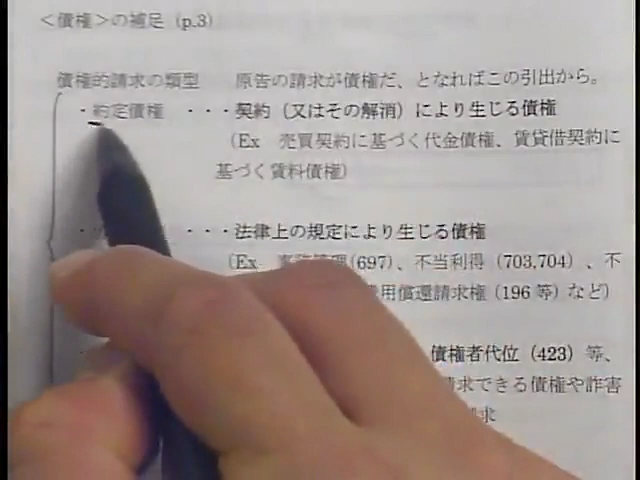 ＜債権＞の補足（p.3）
債権的請求の類型　原告の請求が債権だ、となればこの引出から。
・約定債権　・・・契約（又はその解消）により生じる債権
（Ex　売買契約に基づく代金債権、賃貸借契約に
基づく賃料債権）
・　・・・法律上の規定により生じる債権
（Ex　事務管理(697)、不当利得（703,704）、不
用償還請求権（196 等）など）
債権者代位（423）等、
請求できる債権や詐害
求